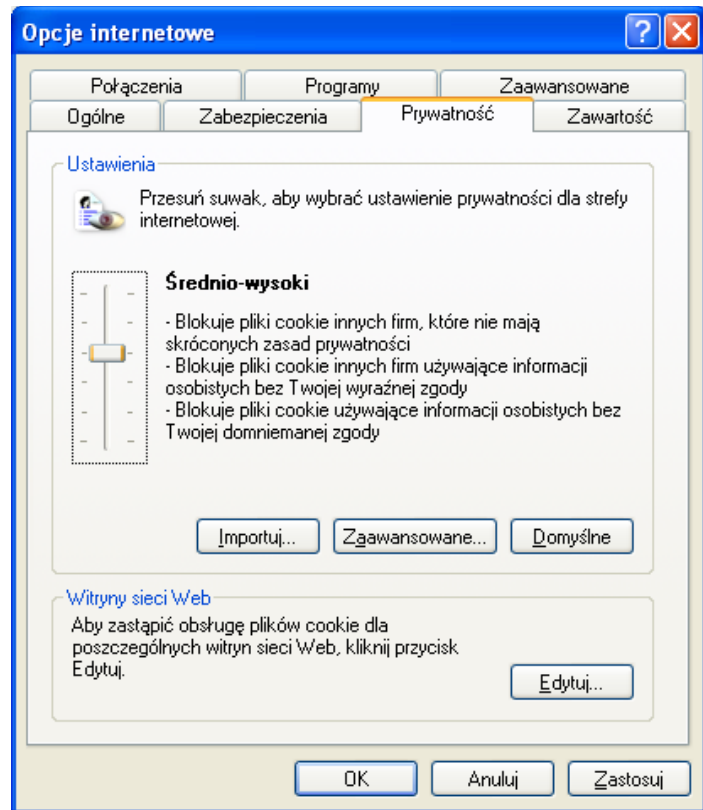 Opcje internetowe
Połączenia
Programy
Zaawansowane
Ogólne
Zabezpieczenia
Prywatność
Zawartość
Ustawienia
Przesuń suwak, aby wybrać ustawienie prywatności dla strefy
internetowej.
Średnio-wysoki
- Blokuje pliki cookie innych firm, które nie mają
skróconych zasad prywatności
- Blokuje pliki cookie innych firm używające informacji
osobistych bez Twojej wyraźnej zgody
- Blokuje pliki cookie używające informacji osobistych bez
Twojej domniemanej zgody
Importuj...
Zaawansowane...
Domyślne
Witryny sieci Web
Aby zastąpić obsługę plików cookie dla
poszczególnych witryn sieci Web, kliknij przycisk
Edytuj.
Edytuj...
OK
Anuluj
Zastosuj